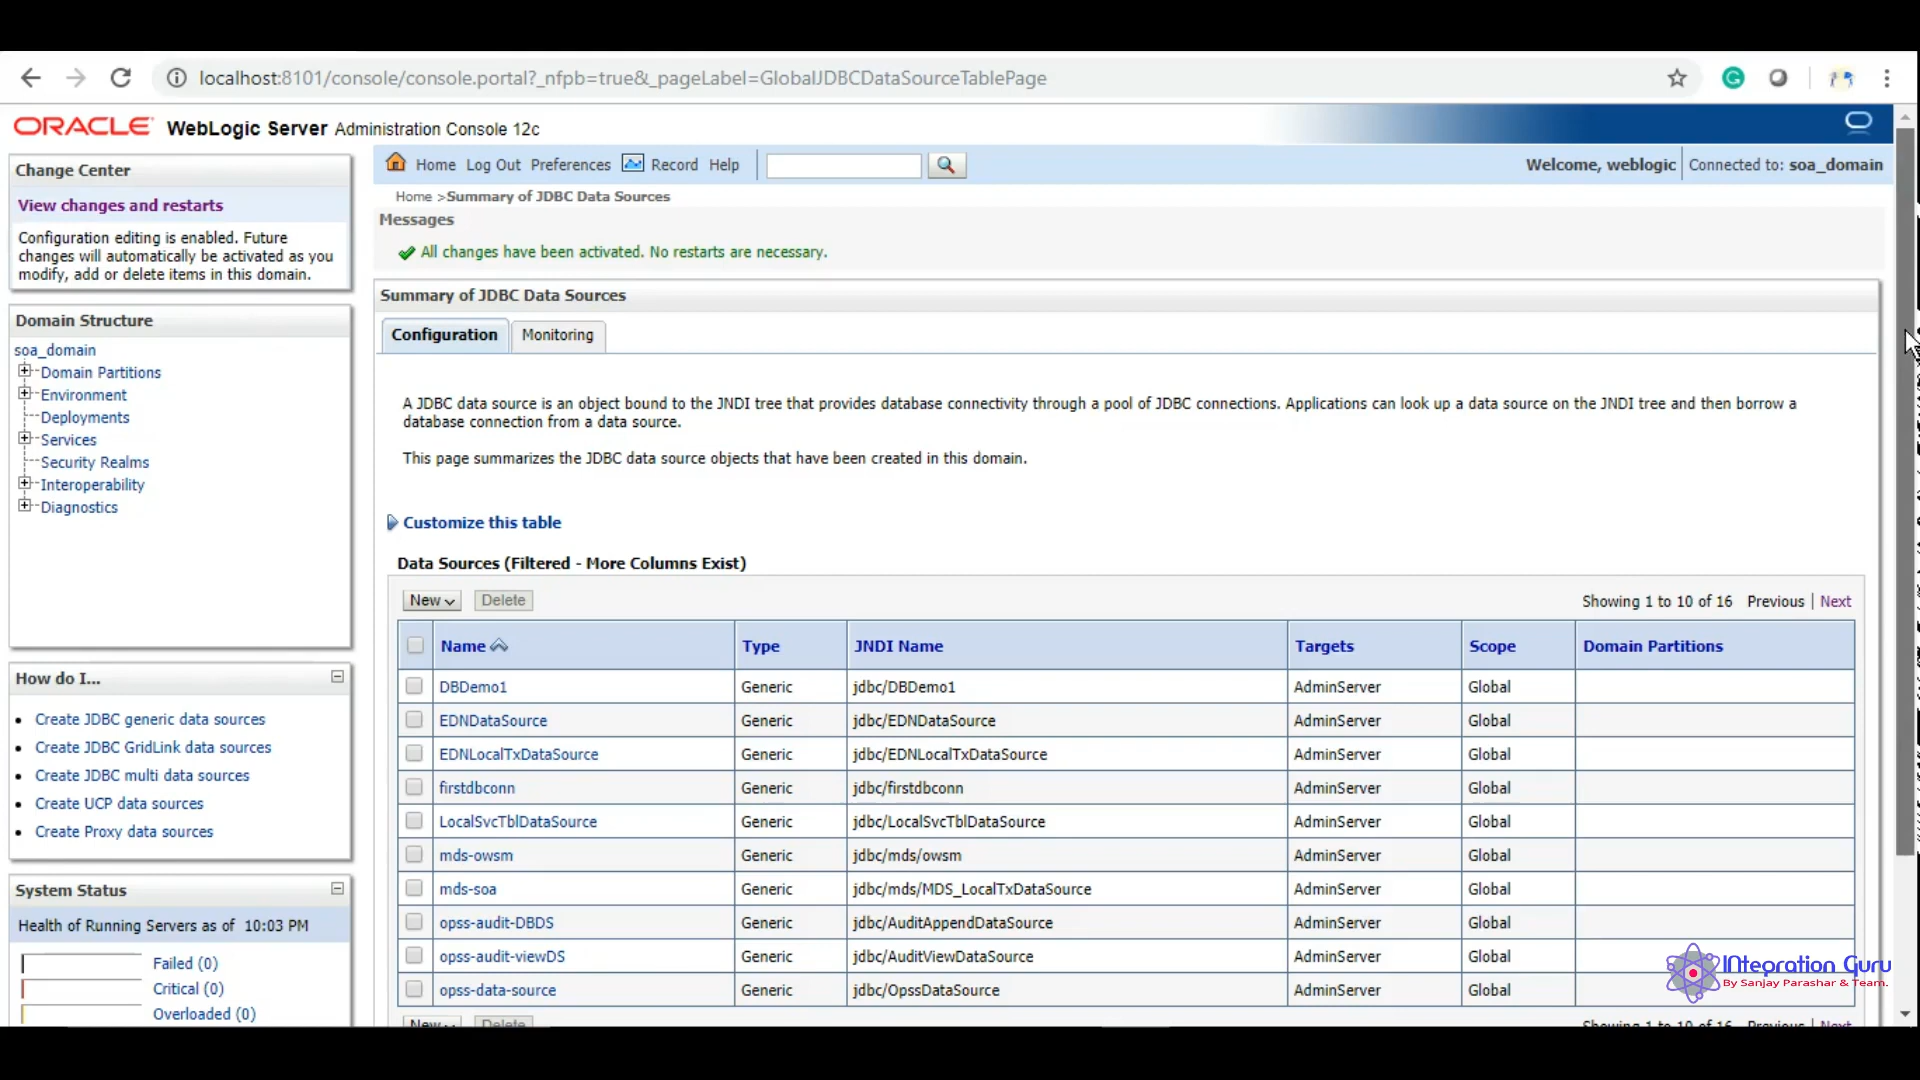 localhost:8101/console/console.portal?_nfpb=true&_pageLabel=GlobalJDBCDataSourceTablePage
ORACLE WebLogic Server Administration Console 12c
Change Center
View changes and restarts
Configuration editing is enabled. Future
changes will automatically be activated as you
modify, add or delete items in this domain.
Domain Structure
soa_domain
Domain Partitions
Environment
Deployments
Services
Security Realms
Interoperability
Diagnostics
How do I...
Create JDBC generic data sources
Create JDBC GridLink data sources
Create JDBC multi data sources
Create UCP data sources
Create Proxy data sources
System Status
Health of Running Servers as of 10:03 PM
Failed (0)
Critical (0)
Overloaded (0)
Home Log Out Preferences Record Help
Welcome, weblogic Connected to: soa_domain
Home >Summary of JDBC Data Sources
Messages
All changes have been activated. No restarts are necessary.
Summary of JDBC Data Sources
Configuration Monitoring
A JDBC data source is an object bound to the JNDI tree that provides database connectivity through a pool of JDBC connections. Applications can look up a data source on the JNDI tree and then borrow a
database connection from a data source.
This page summarizes the JDBC data source objects that have been created in this domain.
Customize this table
Data Sources (Filtered - More Columns Exist)
New Delete Showing 1 to 10 of 16 Previous | Next
Name Type JNDI Name Targets Scope Domain Partitions
DBDemo1 Generic jdbc/DBDemo1 AdminServer Global
EDNDataSource Generic jdbc/EDNDataSource AdminServer Global
EDNLocalTxDataSource Generic jdbc/EDNLocalTxDataSource AdminServer Global
firstdbconn Generic jdbc/firstdbconn AdminServer Global
LocalSvcTblDataSource Generic jdbc/LocalSvcTblDataSource AdminServer Global
mds-owsm Generic jdbc/mds/owsm AdminServer Global
mds-soa Generic jdbc/mds/MDS_LocalTxDataSource AdminServer Global
opss-audit-DBDS Generic jdbc/AuditAppendDataSource AdminServer Global
opss-audit-viewDS Generic jdbc/AuditViewDataSource AdminServer Global
opss-data-source Generic jdbc/OpssDataSource AdminServer Global
New Delete Showing 1 to 10 of 16 Previous | Next
Integration Guru
By Sanjay Parashar & Team.